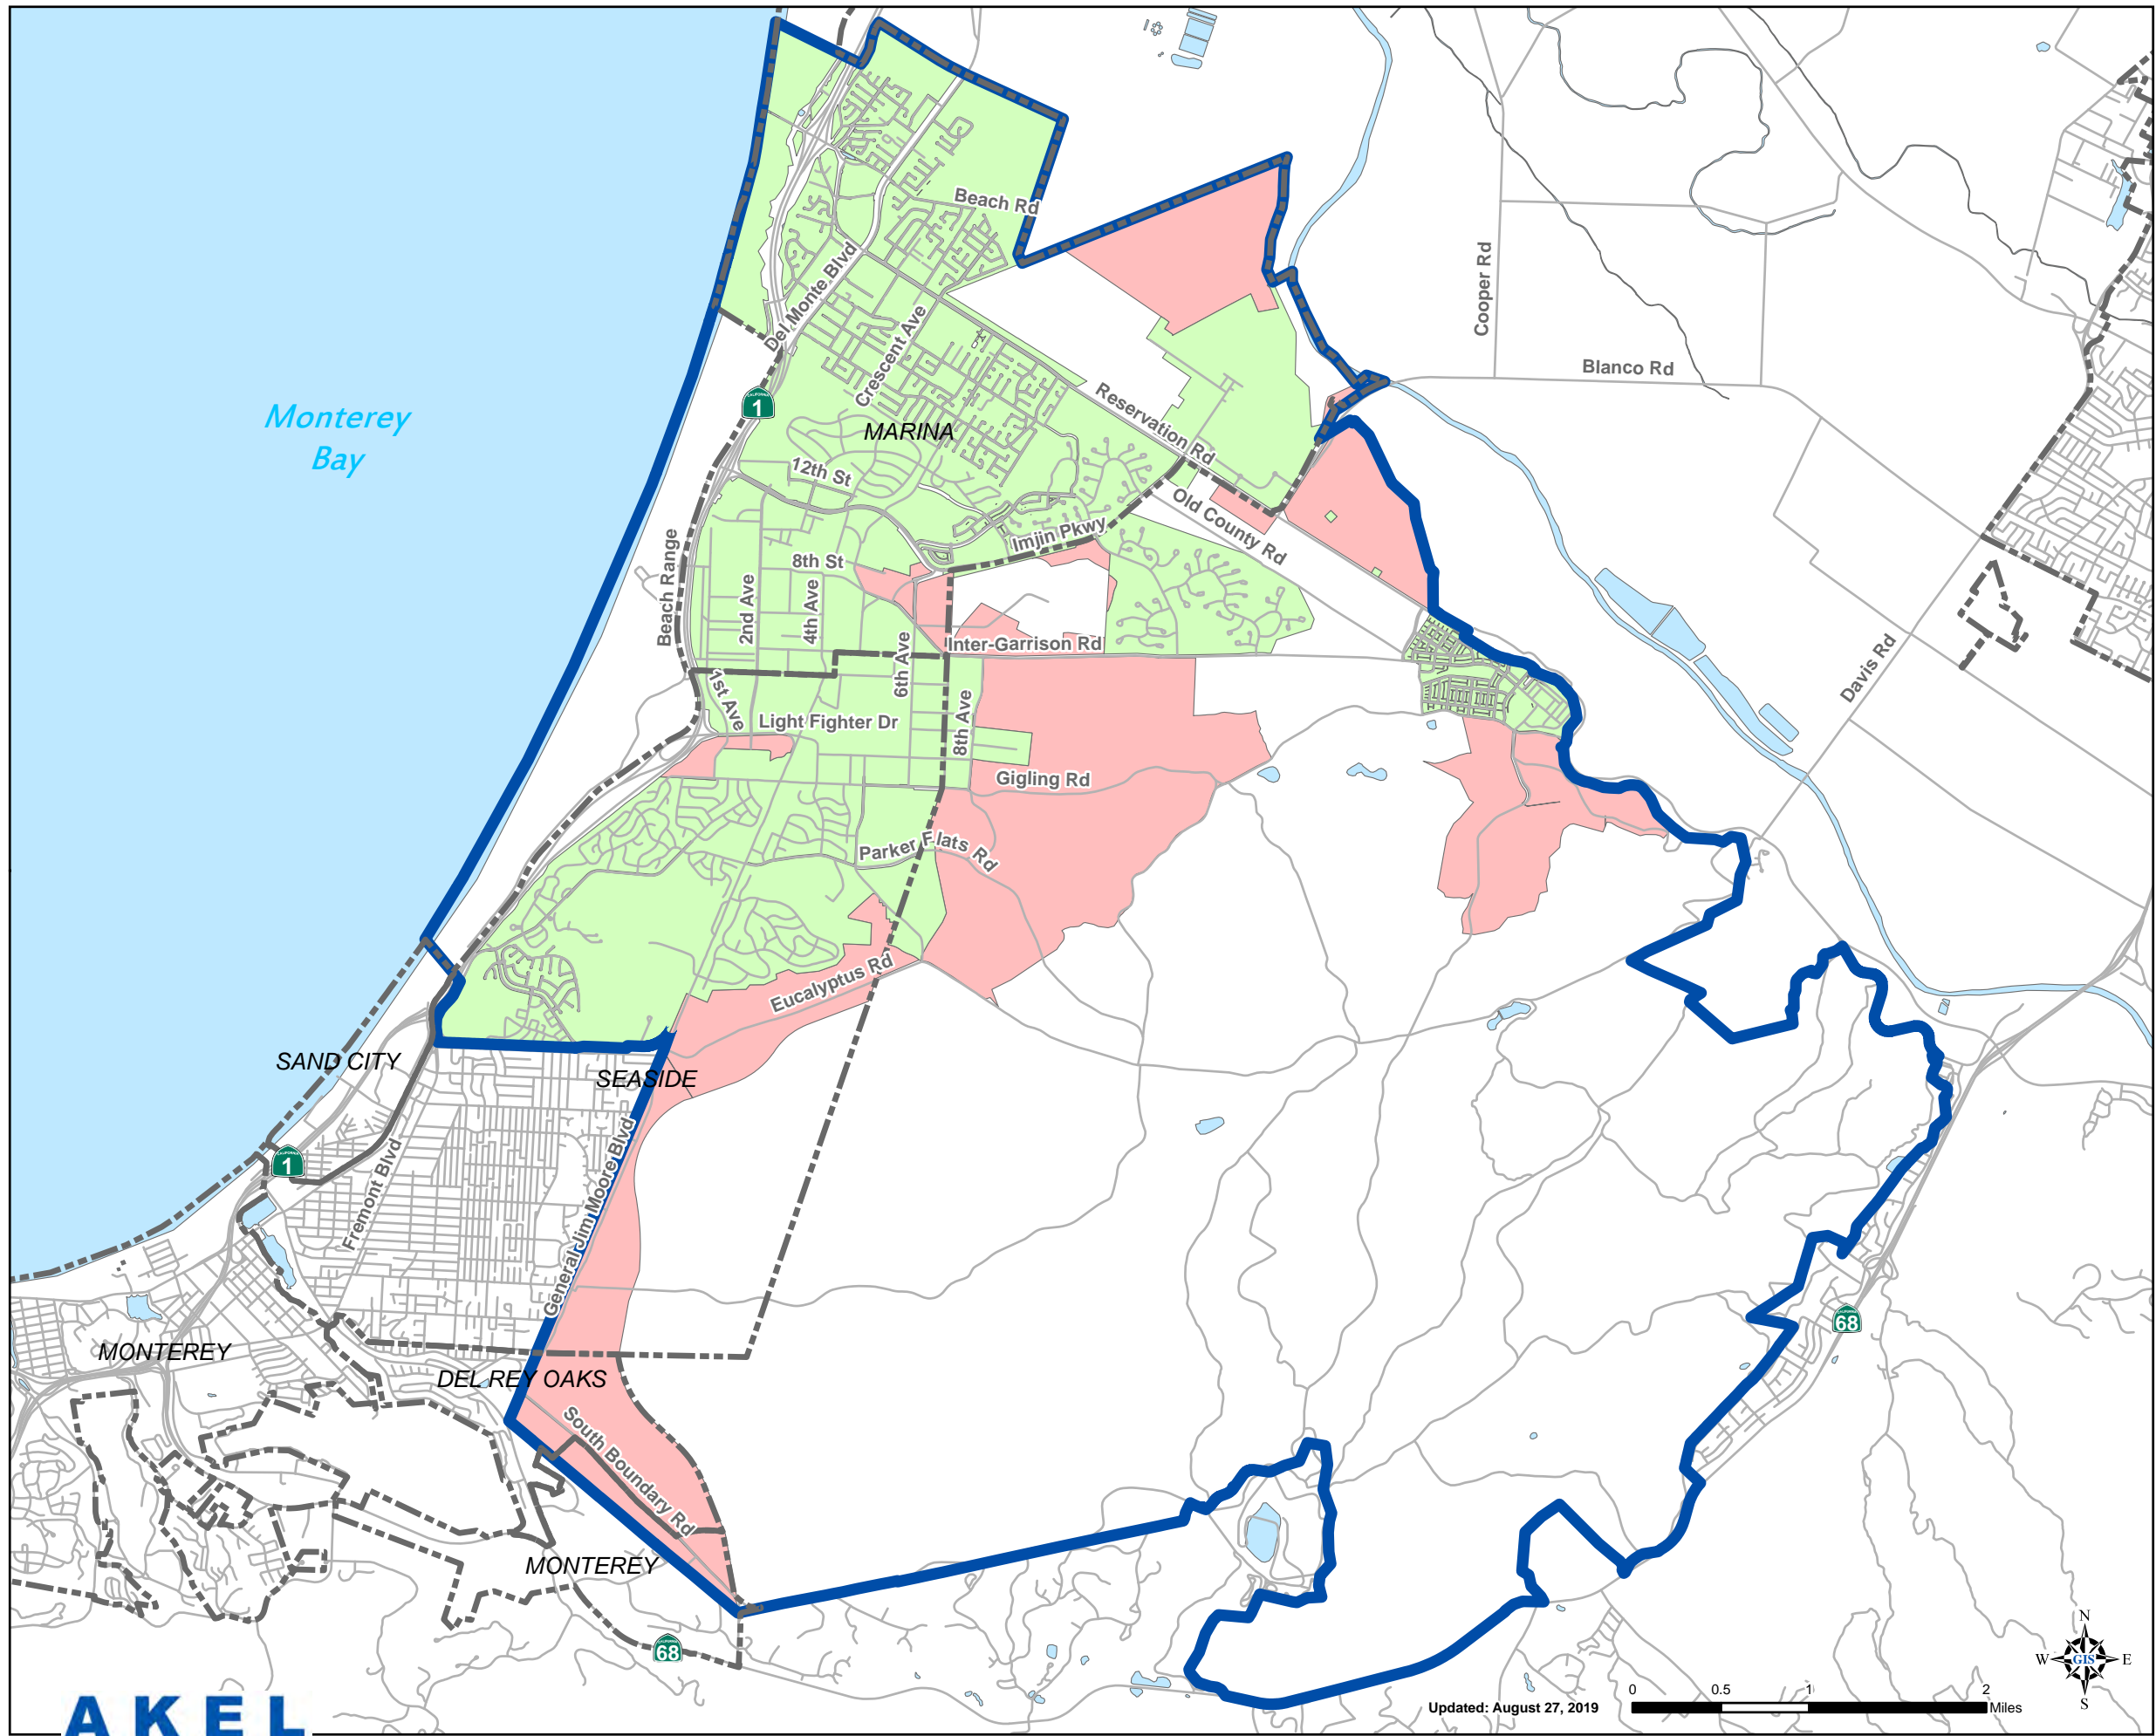 Beach Rd
Del Monte Blvd
Crescent Ave
Cooper Rd
Blanco Rd
Monterey
Bay
CALIFORNIA
1
MARINA
Reservation Rd
12th St
Old County Rd
Imjin Pkwy
Beach Range
8th St
2nd Ave
4th Ave
6th Ave
Inter-Garrison Rd
Davis Rd
1st Ave
Light Fighter Dr
8th Ave
Gigling Rd
Parker Flats Rd
Eucalyptus Rd
SAND CITY
SEASIDE
CALIFORNIA
1
Fremont Blvd
General Jim Moore Blvd
CALIFORNIA
68
MONTEREY
DEL REY OAKS
South Boundary Rd
MONTEREY
CALIFORNIA
68
N
W GIS E
S
Updated: August 27, 2019
0 0.5 1 2
Miles
AKEL